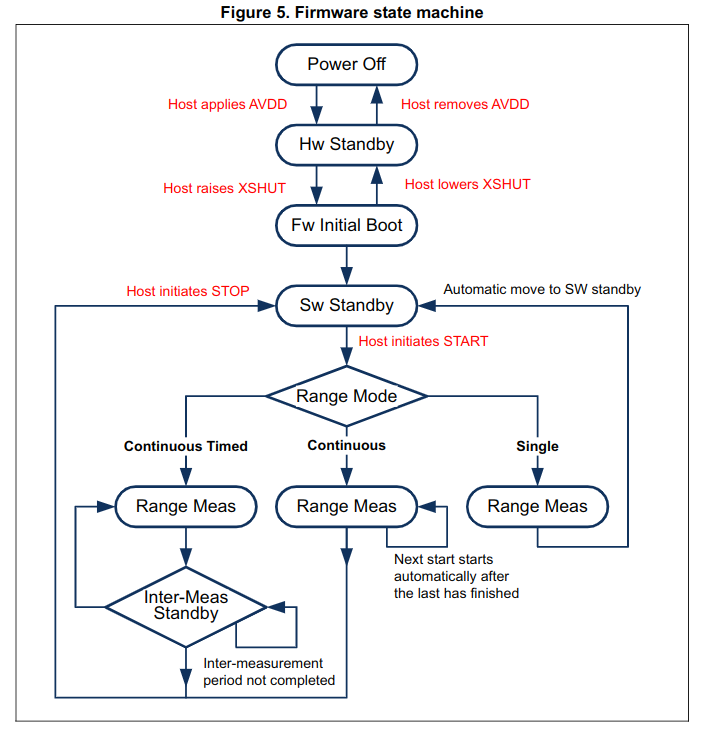 Figure 5. Firmware state machine
Power Off
Host applies AVDD
Host removes AVDD
Hw Standby
Host raises XSHUT
Host lowers XSHUT
Fw Initial Boot
Host initiates STOP
Sw Standby
Automatic move to SW standby
Host initiates START
Range Mode
Continuous Timed
Continuous
Single
Range Meas
Range Meas
Range Meas
Next start starts
automatically after
the last has finished
Inter-Meas
Standby
Inter-measurement
period not completed